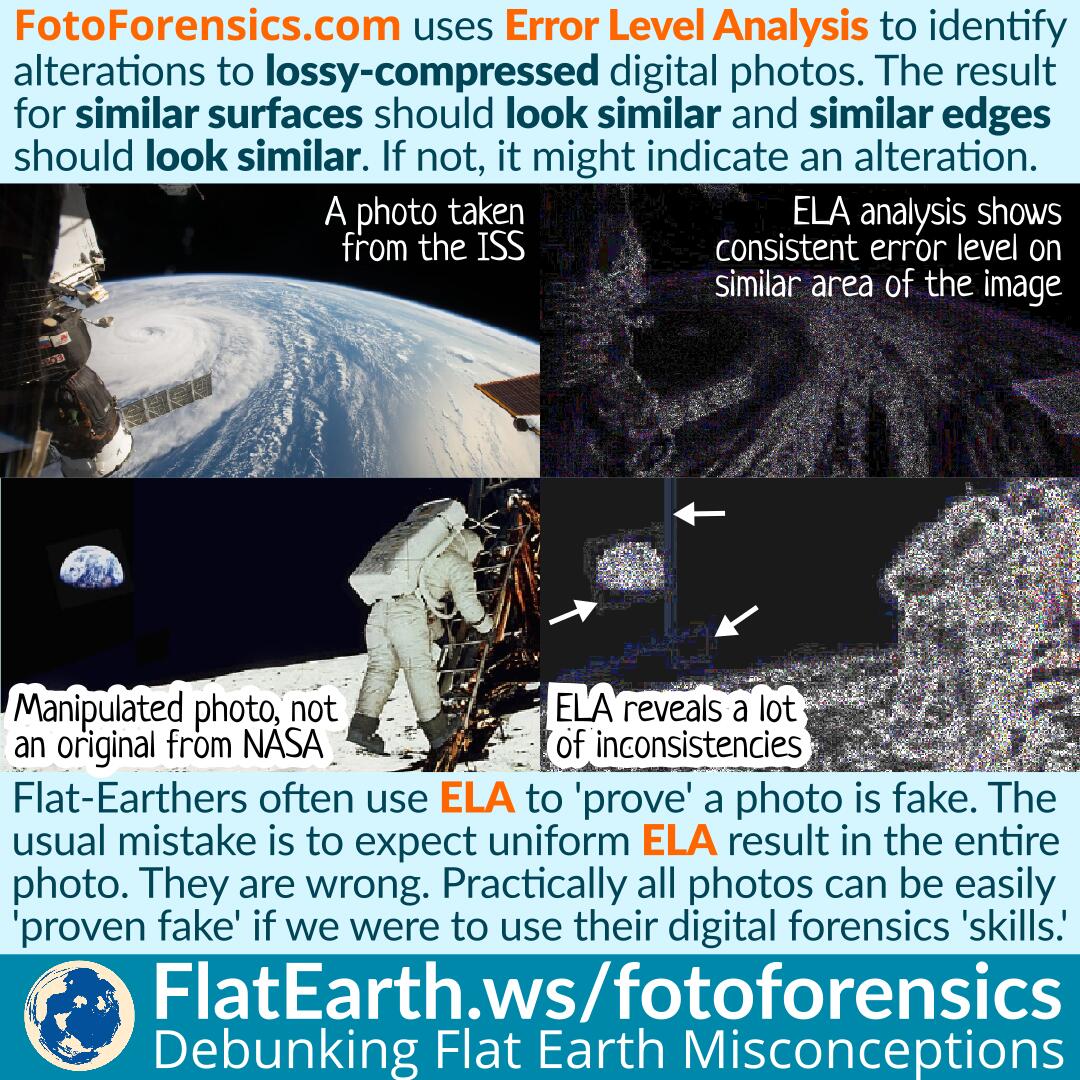 FotoForensics.com uses Error Level Analysis to identify
alterations to lossy-compressed digital photos. The result
for similar surfaces should look similar and similar edges
should look similar. If not, it might indicate an alteration.
A photo taken
from the ISS
ELA analysis shows
consistent error level on
similar area of the image
Manipulated photo, not
an original from NASA
ELA reveals a lot
of inconsistencies
Flat-Earthers often use ELA to 'prove' a photo is fake. The
usual mistake is to expect uniform ELA result in the entire
photo. They are wrong. Practically all photos can be easily
'proven fake' if we were to use their digital forensics 'skills.'
FlatEarth.ws/fotoforensics
Debunking Flat Earth Misconceptions